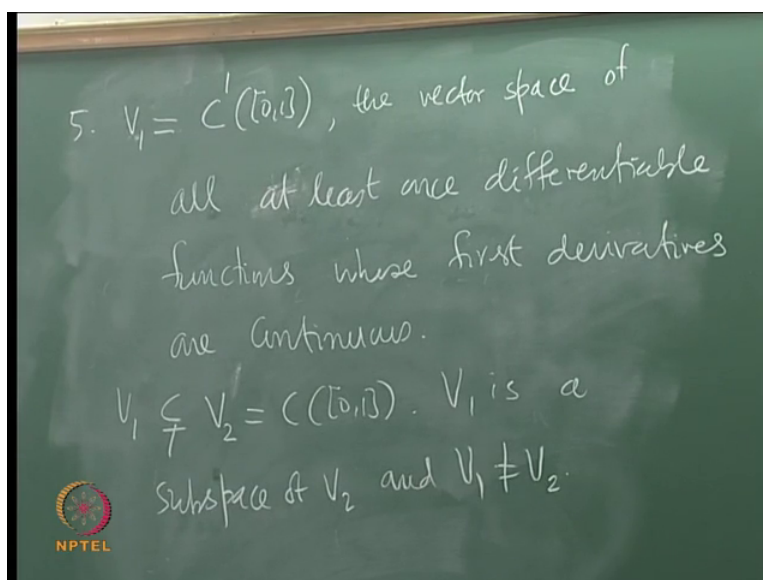 5. V₁ = C¹([0,1]), the vector space of
all at least once differentiable
functions whose first derivatives
are continuous.
V₁ ⊊ V₂ = C([0,1]). V₁ is a
subspace of V₂ and V₁ ≠ V₂.
NPTEL